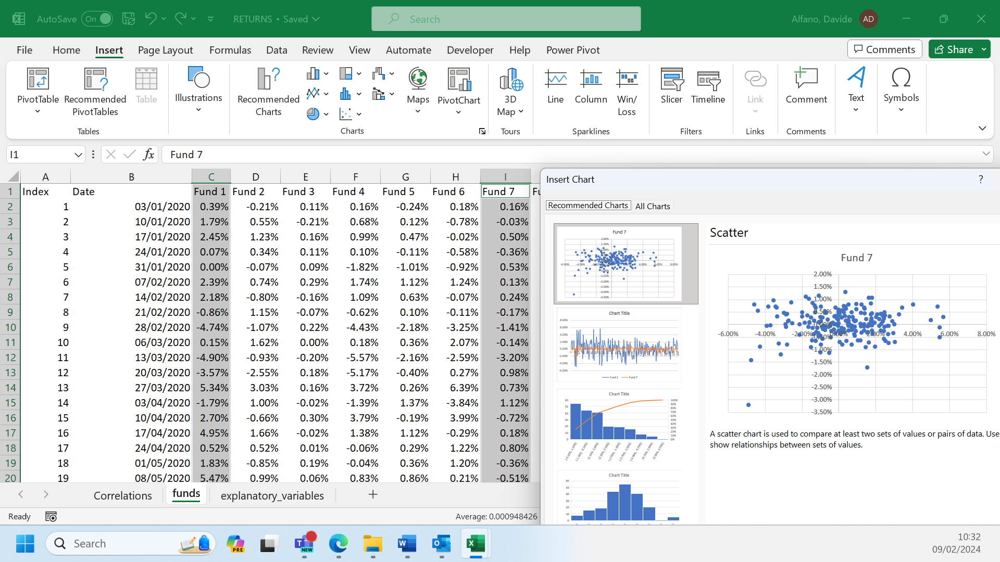 AutoSave On RETURNS • Saved Search Alfano, Davide AD
File Home Insert Page Layout Formulas Data Review View Automate Developer Help Power Pivot Comments Share
PivotTable Recommended PivotTables Table Illustrations Recommended Charts Maps PivotChart 3D Map Line Column Win/ Loss Slicer Timeline Link Comment Text Symbols
Tables Charts Tours Sparklines Filters Links Comments
I1 fx Fund 7
A B C D E F G H I
1 Index Date Fund 1 Fund 2 Fund 3 Fund 4 Fund 5 Fund 6 Fund 7
2 1 03/01/2020 0.39% -0.21% 0.11% 0.16% -0.24% 0.18% 0.16%
3 2 10/01/2020 1.79% 0.55% -0.21% 0.68% 0.12% -0.78% -0.03%
4 3 17/01/2020 2.45% 1.23% 0.16% 0.99% 0.47% -0.02% 0.50%
5 4 24/01/2020 0.07% 0.34% 0.11% 0.10% -0.11% -0.58% -0.36%
6 5 31/01/2020 0.00% -0.07% 0.09% -1.82% -1.01% -0.92% 0.53%
7 6 07/02/2020 2.39% 0.74% 0.29% 1.74% 1.12% 1.24% 0.13%
8 7 14/02/2020 2.18% -0.80% -0.16% 1.09% 0.63% -0.07% 0.24%
9 8 21/02/2020 -0.86% 1.15% -0.07% -0.62% 0.10% -0.11% -0.17%
10 9 28/02/2020 -4.74% -1.07% 0.22% -4.43% -2.18% -3.25% -1.41%
11 10 06/03/2020 0.15% 1.62% 0.00% 0.18% 0.36% 2.07% -0.14%
12 11 13/03/2020 -4.90% -0.93% -0.20% -5.57% -2.16% -2.59% -3.20%
13 12 20/03/2020 -3.57% -2.55% 0.18% -5.17% -0.40% 0.27% 0.98%
14 13 27/03/2020 5.34% 3.03% 0.16% 3.72% 0.26% 6.39% 0.73%
15 14 03/04/2020 -1.79% 1.00% -0.02% -1.39% 1.37% -3.84% 1.12%
16 15 10/04/2020 2.70% -0.66% 0.30% 3.79% -0.19% 3.99% -0.72%
17 16 17/04/2020 4.95% 1.66% -0.02% 1.38% 1.12% -0.29% 0.18%
18 17 24/04/2020 0.52% 0.52% 0.01% -0.06% 0.29% 1.22% 0.80%
19 18 01/05/2020 1.83% -0.85% 0.19% -0.04% 0.36% 1.20% -0.36%
20 19 08/05/2020 5.47% 0.99% 0.06% 0.83% 0.86% 0.21% -0.51%
Insert Chart ?
Recommended Charts All Charts
Fund 7
Chart Title
Fund 1 Fund 7
Chart Title
Chart Title
Scatter
Fund 7
2.00%
1.50%
1.00%
0.50%
0.00%
-6.00% -4.00% -2.00% 0.00% 2.00% 4.00% 6.00% 8.00%
-0.50%
-1.00%
-1.50%
-2.00%
-2.50%
-3.00%
-3.50%
A scatter chart is used to compare at least two sets of values or pairs of data. Use
show relationships between sets of values.
Correlations funds explanatory_variables
Ready Average: 0.000948436
Search PRE NEW
10:32
09/02/2024